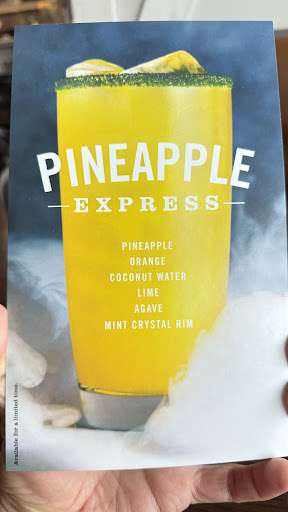 PINEAPPLE
EXPRESS
PINEAPPLE
ORANGE
COCONUT WATER
LIME
AGAVE
MINT CRYSTAL RIM
Available for a limited time.